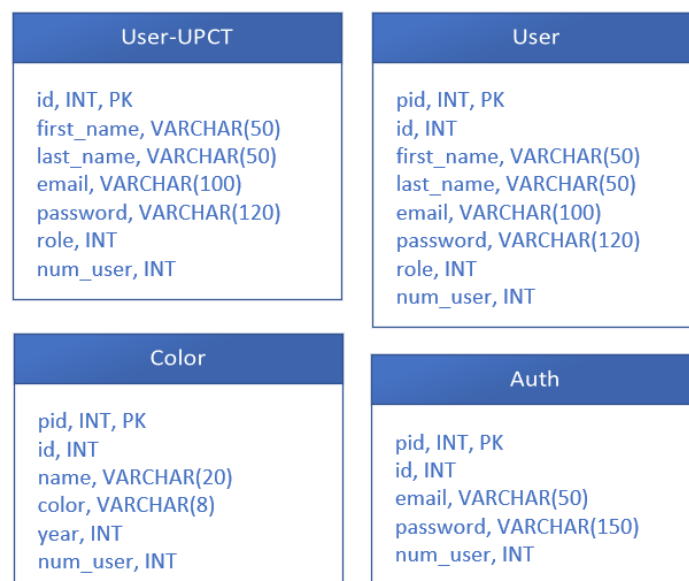 User-UPCT
id, INT, PK
first_name, VARCHAR(50)
last_name, VARCHAR(50)
email, VARCHAR(100)
password, VARCHAR(120)
role, INT
num_user, INT
User
pid, INT, PK
id, INT
first_name, VARCHAR(50)
last_name, VARCHAR(50)
email, VARCHAR(100)
password, VARCHAR(120)
role, INT
num_user, INT
Color
pid, INT, PK
id, INT
name, VARCHAR(20)
color, VARCHAR(8)
year, INT
num_user, INT
Auth
pid, INT, PK
id, INT
email, VARCHAR(50)
password, VARCHAR(150)
num_user, INT